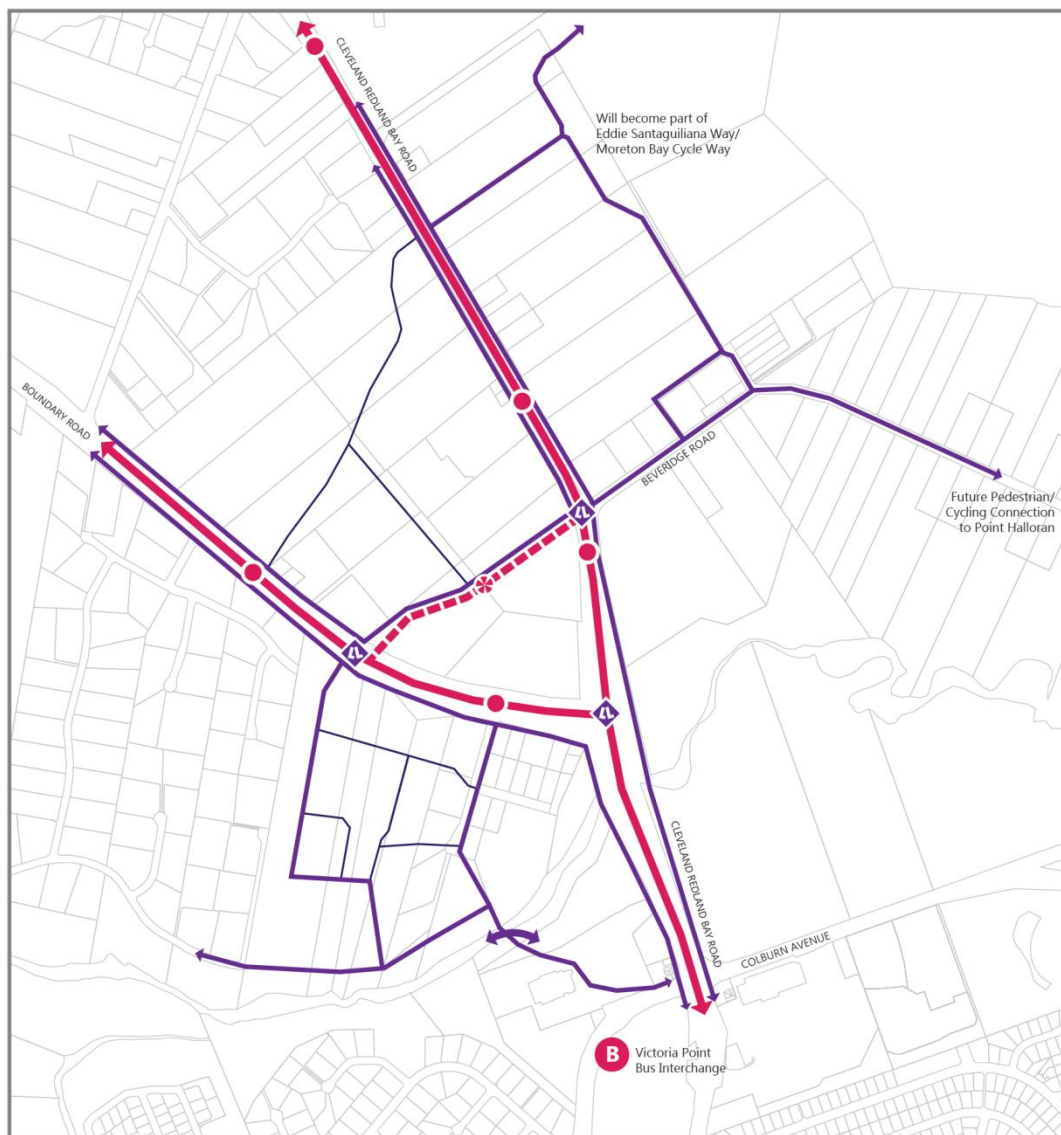 CLEVELAND REDLAND BAY ROAD
Will become part of
Eddie Santaguiliana Way/
Moreton Bay Cycle Way
BOUNDARY ROAD
BEVERIDGE ROAD
Future Pedestrian/
Cycling Connection
to Point Halloran
CLEVELAND REDLAND BAY ROAD
COLBURN AVENUE
B
Victoria Point
Bus Interchange